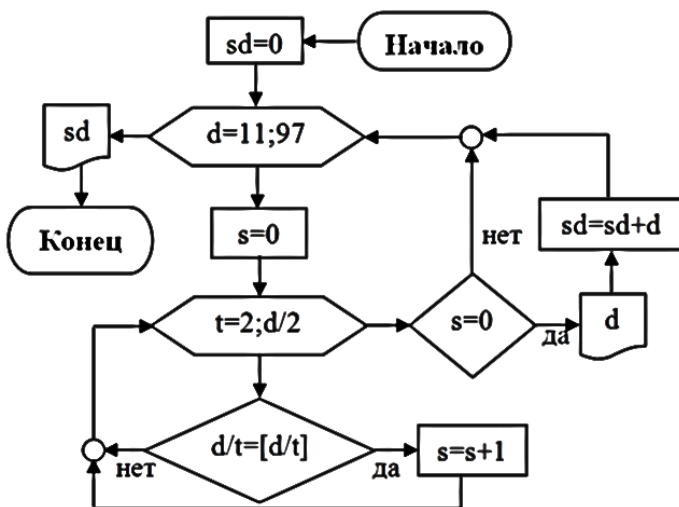 Начало
sd=0
d=11;97
sd
Конец
s=0
t=2;d/2
s=0
да
нет
d
sd=sd+d
d/t=[d/t]
нет
да
s=s+1